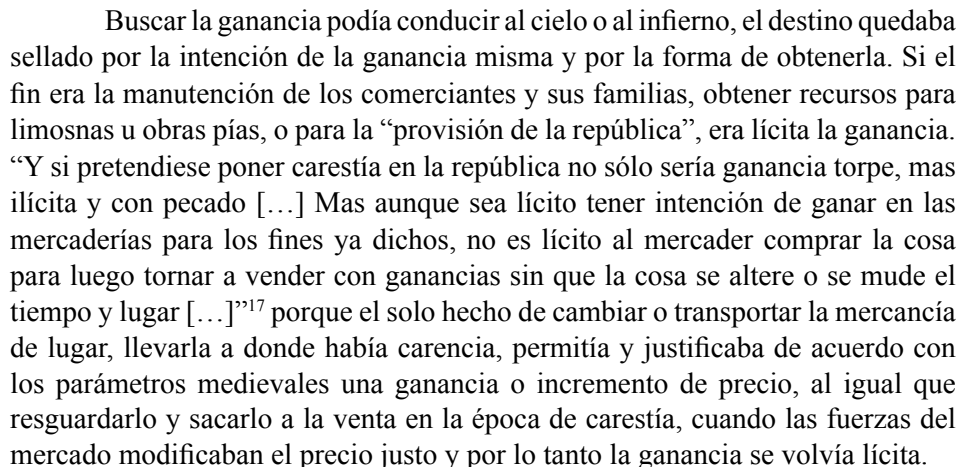 Buscar la ganancia podía conducir al cielo o al infierno, el destino quedaba
sellado por la intención de la ganancia misma y por la forma de obtenerla. Si el
fin era la manutención de los comerciantes y sus familias, obtener recursos para
limosnas u obras pías, o para la “provisión de la república”, era lícita la ganancia.
“Y si pretendiese poner carestía en la república no sólo sería ganancia torpe, mas
ilícita y con pecado […] Mas aunque sea lícito tener intención de ganar en las
mercaderías para los fines ya dichos, no es lícito al mercader comprar la cosa
para luego tornar a vender con ganancias sin que la cosa se altere o se mude el
tiempo y lugar […]”17 porque el solo hecho de cambiar o transportar la mercancía
de lugar, llevarla a donde había carencia, permitía y justificaba de acuerdo con
los parámetros medievales una ganancia o incremento de precio, al igual que
resguardarlo y sacarlo a la venta en la época de carestía, cuando las fuerzas del
mercado modificaban el precio justo y por lo tanto la ganancia se volvía lícita.